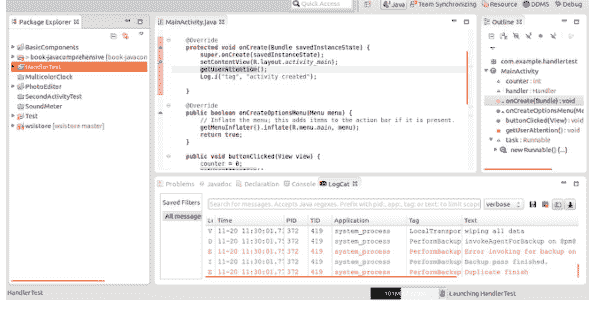 Quick Access
Java
Team Synchronizing
Resource
DDMS
Debug
Package Explorer
BasicComponents
book-javacomprehensive [book-javacon
HandlerTest
MulticolorClock
PhotoEditor
SecondActivityTest
SoundMeter
Test
wslstore [wslstore master]
MainActivity.java
@Override
protected void onCreate(Bundle savedInstanceState) {
super.onCreate(savedInstanceState);
setContentView(R.layout.activity_main);
getUserAttention();
Log.i("tag", "activity created");
}
@Override
public boolean onCreateOptionsMenu(Menu menu) {
// Inflate the menu; this adds items to the action bar if it is present.
getMenuInflater().inflate(R.menu.main, menu);
return true;
}
public void buttonClicked(View view) {
counter = 0;
Outline
com.example.handlertest
MainActivity
counter : int
handler : Handler
onCreate(Bundle) : void
onCreateOptionsMenu(Me
buttonClicked(View) : void
getUserAttention() : void
task : Runnable
new Runnable() {...}
Problems
Javadoc
Declaration
Console
LogCat
Saved Filters
All message
Search for messages. Accepts Java regexes. Prefix with pid:, app:, tag: or text: to limit scope
verbose
Time PID TID Application Tag Text
V 11-20 11:30:01.7 372 419 system_process LocalTranspor wiping all data
D 11-20 11:30:01.7 372 419 system_process PerformBackup invokeAgentForBackup on @pm@
E 11-20 11:30:01.7 372 419 system_process PerformBackup Error invoking for backup on
I 11-20 11:30:01.7 372 419 system_process PerformBackup Backup pass finished.
E 11-20 11:30:01.7 372 419 system_process PerformBackup Duplicate finish
HandlerTest
Launching HandlerTest